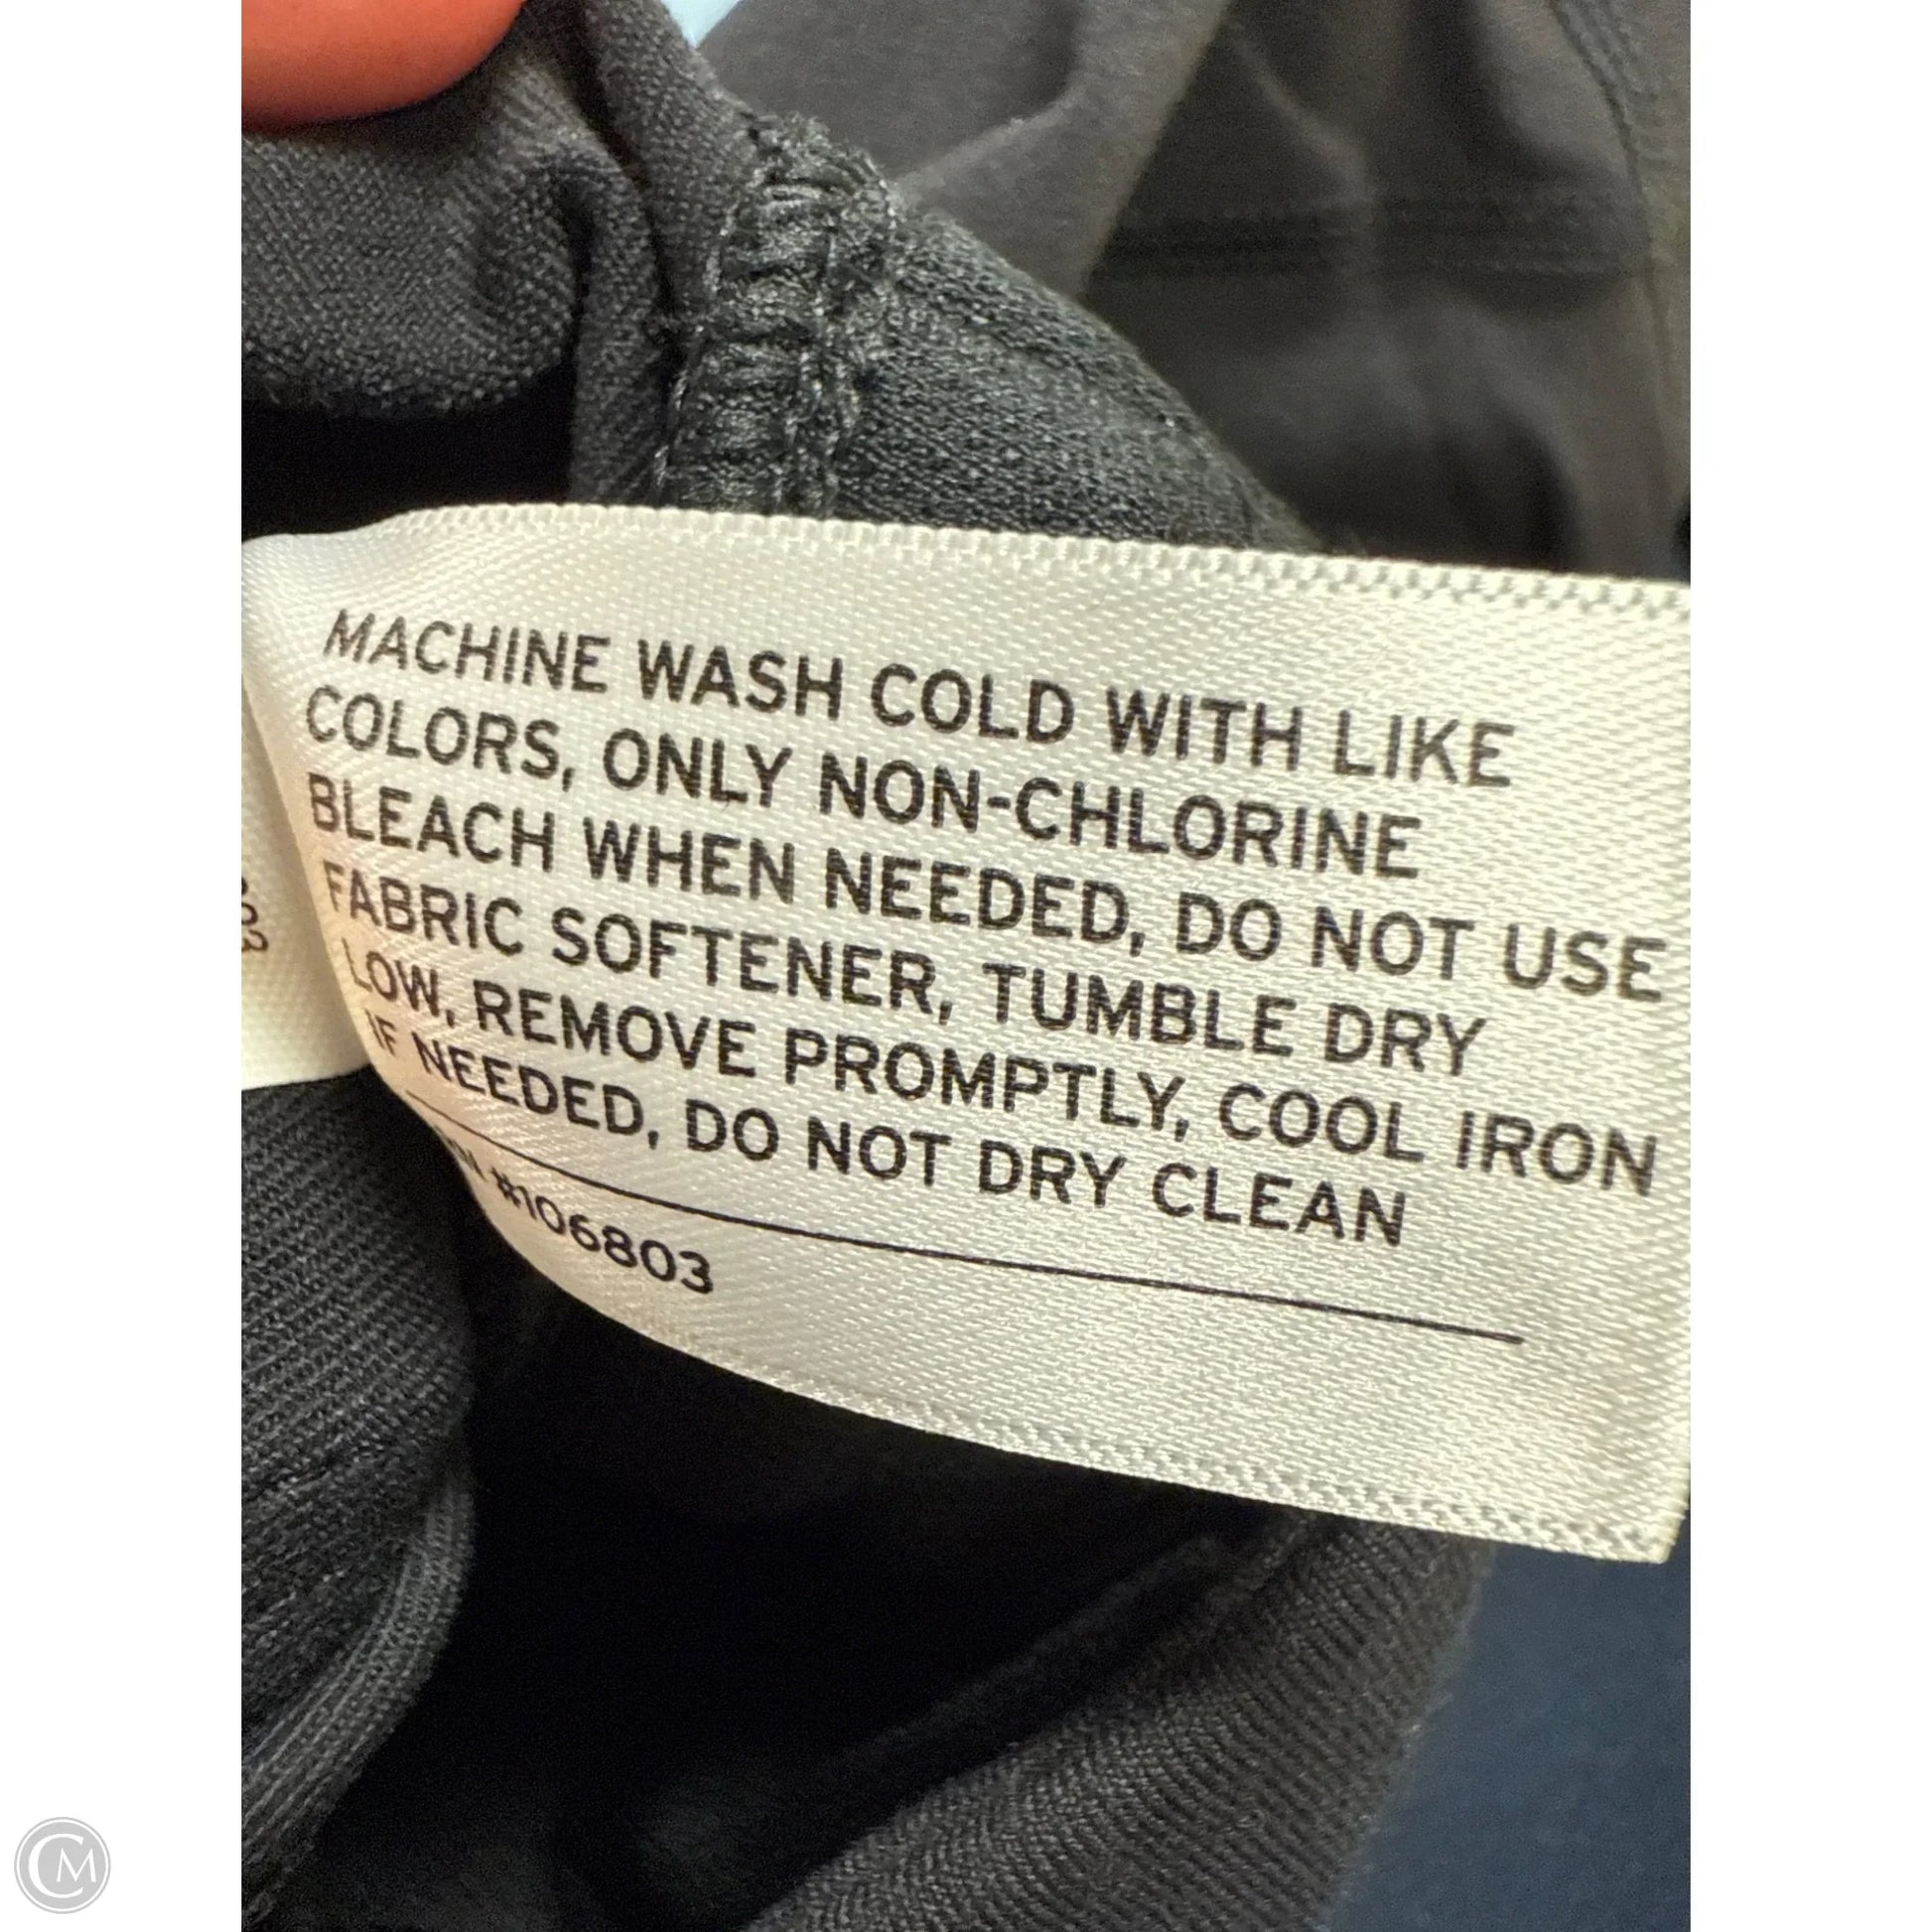 MACHINE WASH COLD WITH LIKE
COLORS, ONLY NON-CHLORINE
BLEACH WHEN NEEDED, DO NOT USE
FABRIC SOFTENER, TUMBLE DRY
LOW, REMOVE PROMPTLY, COOL IRON
IF NEEDED, DO NOT DRY CLEAN
#106803
CM